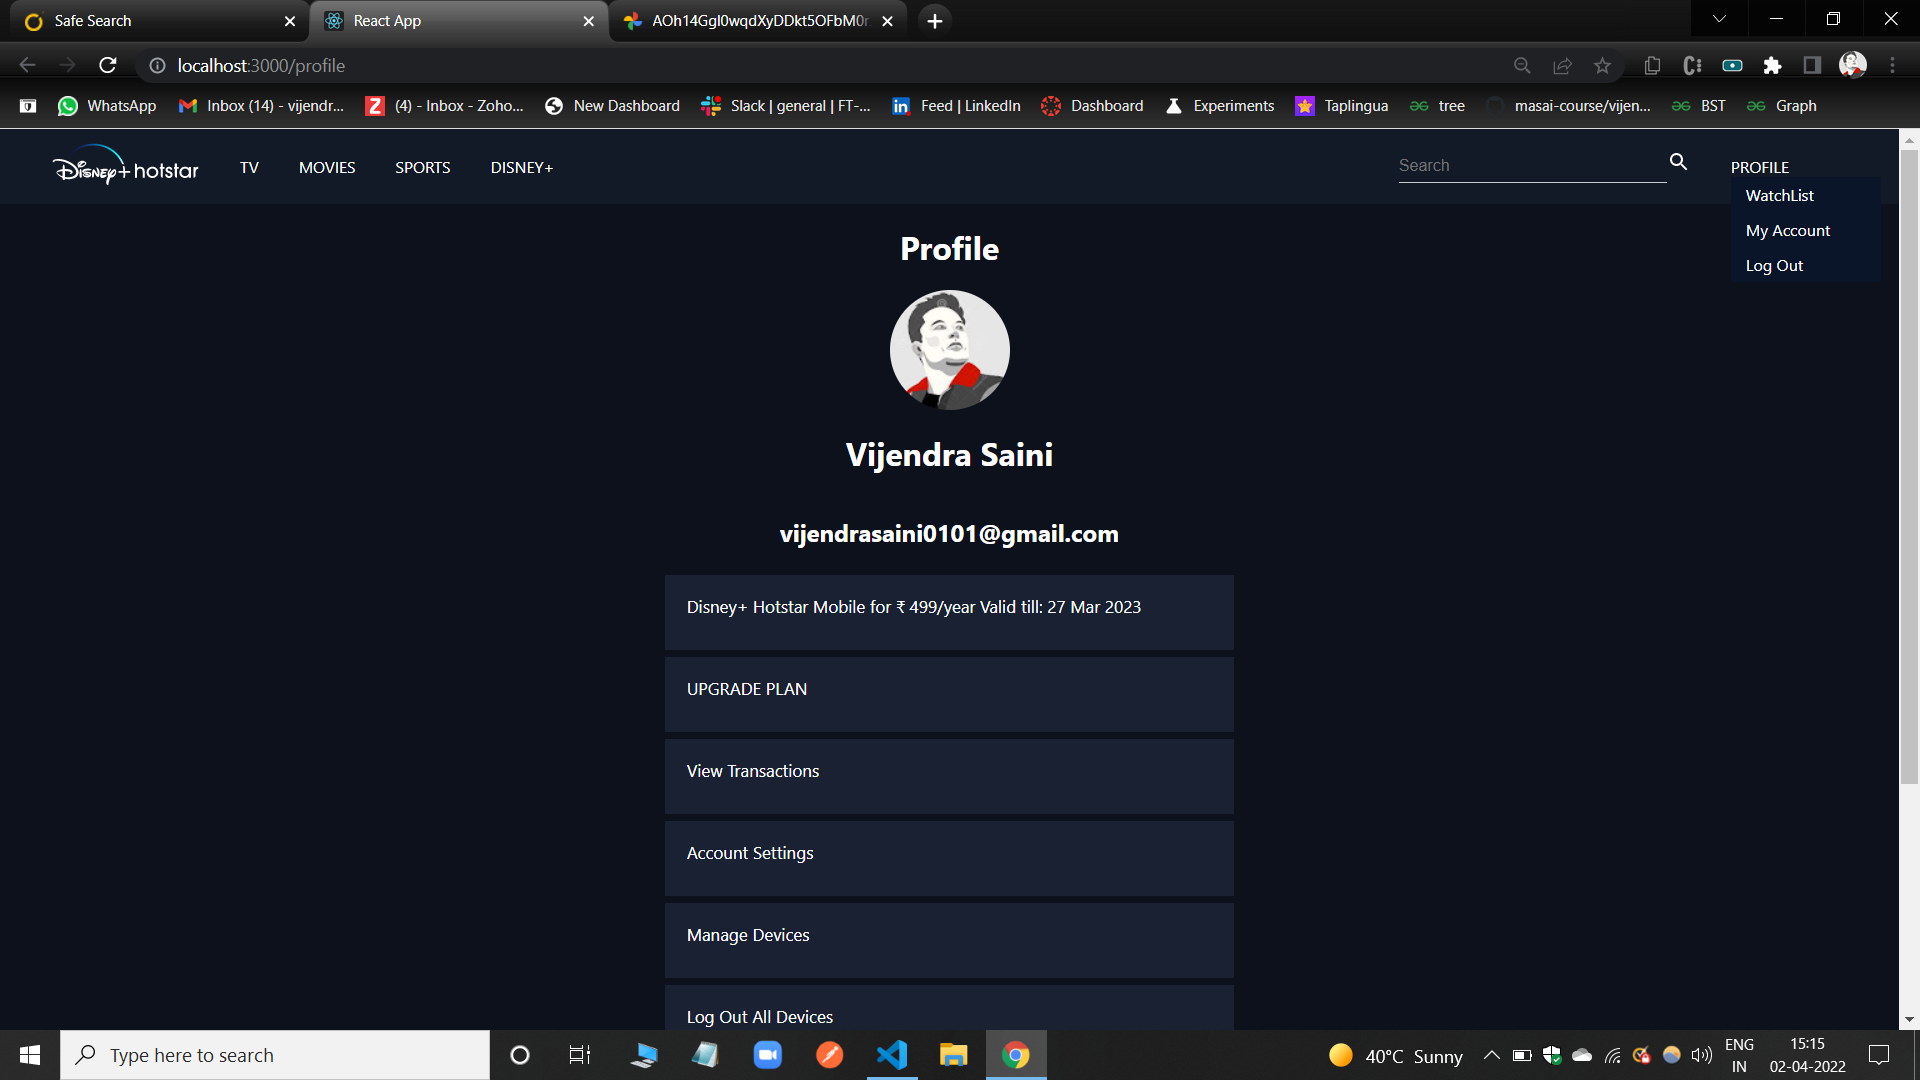 Safe Search
React App
localhost:3000/profile
WhatsApp
Inbox (14) - vijendr...
(4) - Inbox - Zoho...
New Dashboard
Slack | general | FT-...
Feed | LinkedIn
Dashboard
Experiments
Taplingua
tree
masai-course/vijen...
BST
Graph
Disney+ hotstar
TV
MOVIES
SPORTS
DISNEY+
Search
PROFILE
WatchList
My Account
Log Out
Profile
Vijendra Saini
vijendrasaini0101@gmail.com
Disney+ Hotstar Mobile for ₹ 499/year Valid till: 27 Mar 2023
UPGRADE PLAN
View Transactions
Account Settings
Manage Devices
Log Out All Devices
Type here to search
40°C Sunny
ENG
IN
15:15
02-04-2022